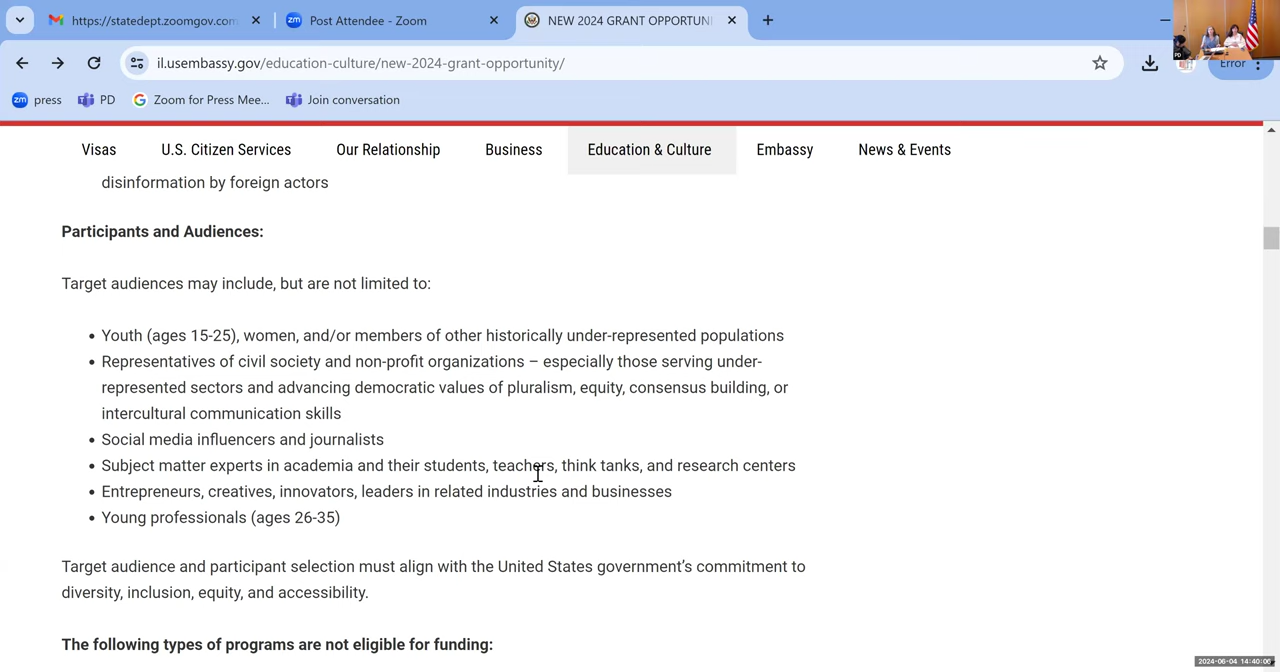 https://statedept.zoomgov.com
Post Attendee - Zoom
NEW 2024 GRANT OPPORTUNI
il.usembassy.gov/education-culture/new-2024-grant-opportunity/
Error
zm press
PD
Zoom for Press Mee...
Join conversation
Visas
U.S. Citizen Services
Our Relationship
Business
Education & Culture
Embassy
News & Events
disinformation by foreign actors
Participants and Audiences:
Target audiences may include, but are not limited to:
• Youth (ages 15-25), women, and/or members of other historically under-represented populations
• Representatives of civil society and non-profit organizations – especially those serving under-
represented sectors and advancing democratic values of pluralism, equity, consensus building, or
intercultural communication skills
• Social media influencers and journalists
• Subject matter experts in academia and their students, teachers, think tanks, and research centers
• Entrepreneurs, creatives, innovators, leaders in related industries and businesses
• Young professionals (ages 26-35)
Target audience and participant selection must align with the United States government's commitment to
diversity, inclusion, equity, and accessibility.
The following types of programs are not eligible for funding: